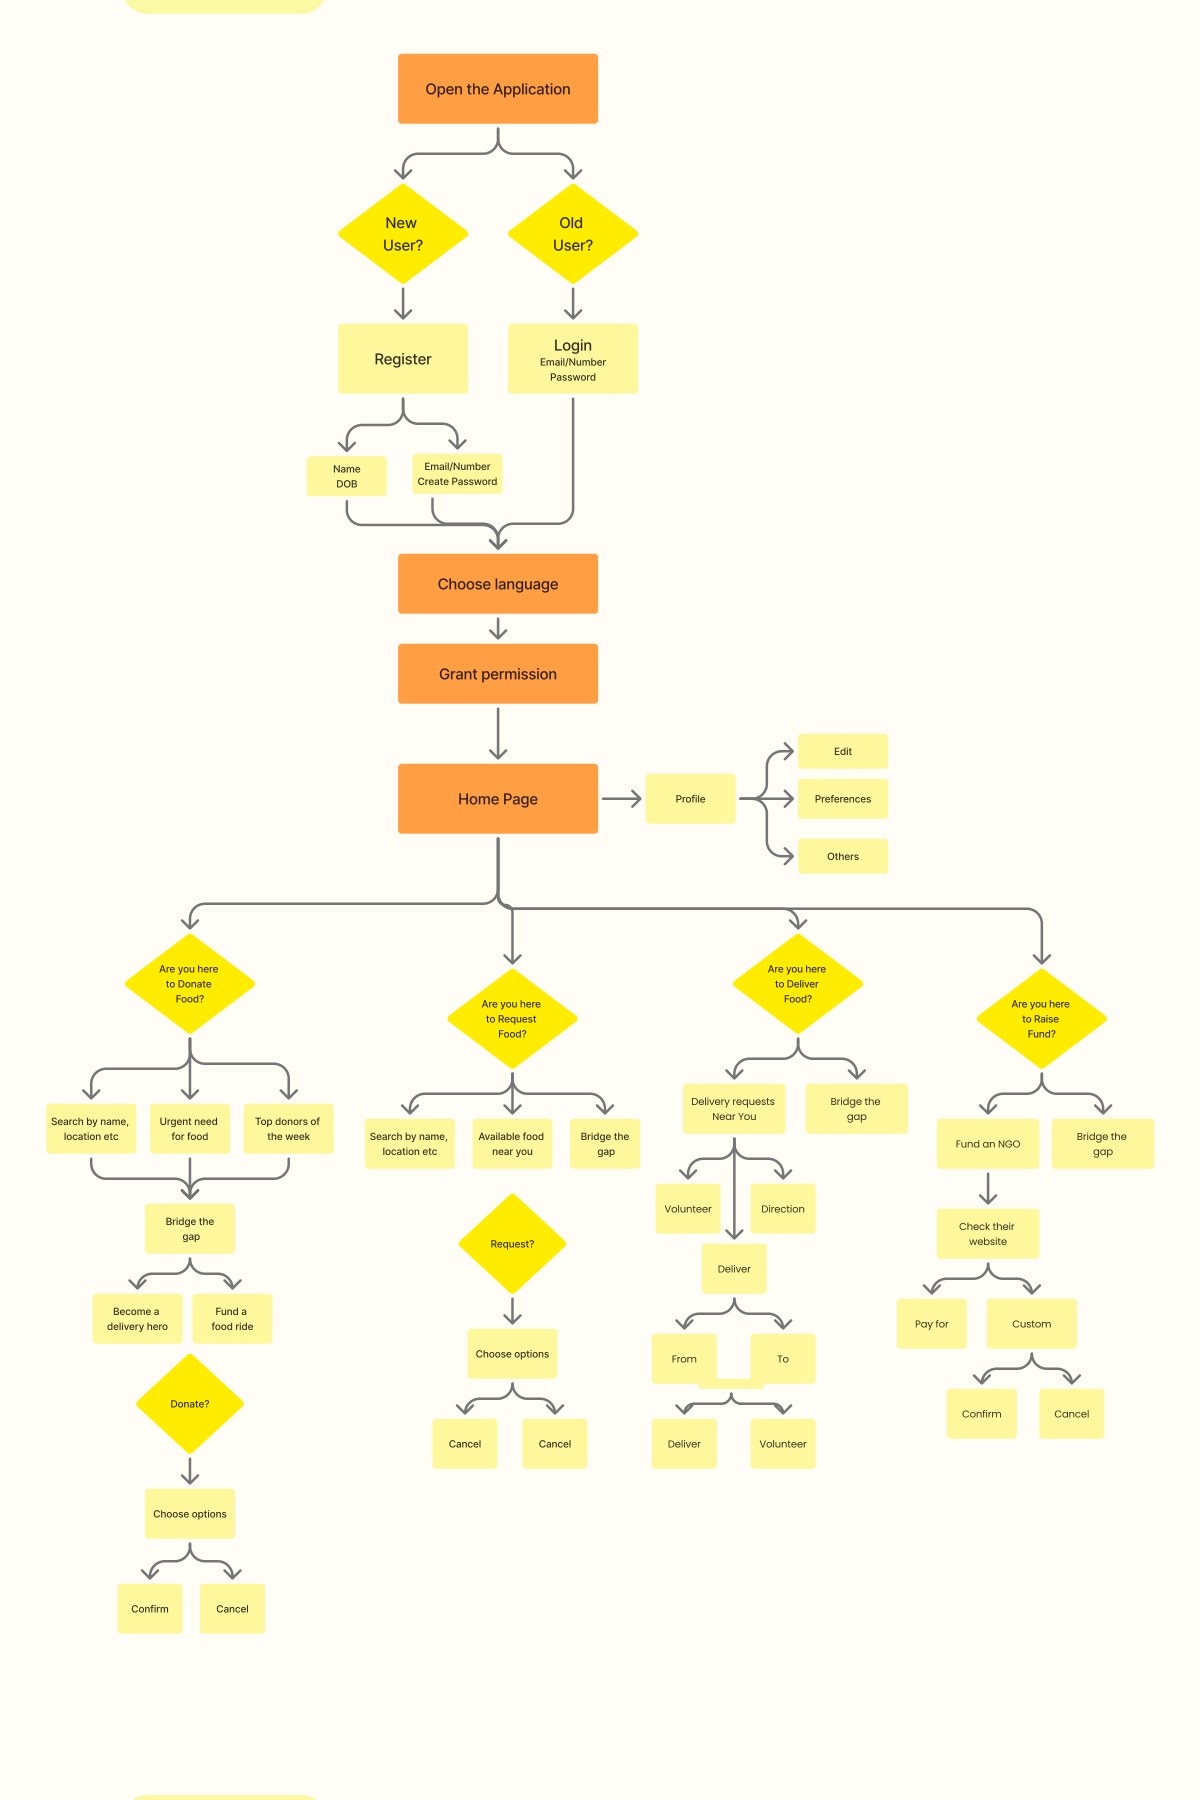 Open the Application
New
User?
Old
User?
Register
Login
Email/Number
Password
Name
DOB
Email/Number
Create Password
Choose language
Grant permission
Home Page
Profile
Edit
Preferences
Others
Are you here
to Donate
Food?
Are you here
to Request
Food?
Are you here
to Deliver
Food?
Are you here
to Raise
Fund?
Search by name,
location etc
Urgent need
for food
Top donors of
the week
Bridge the
gap
Become a
delivery hero
Fund a
food ride
Donate?
Choose options
Confirm
Cancel
Search by name,
location etc
Available food
near you
Bridge the
gap
Request?
Choose options
Cancel
Cancel
Delivery requests
Near You
Bridge the
gap
Volunteer
Direction
Deliver
From
To
Deliver
Volunteer
Fund an NGO
Bridge the
gap
Check their
website
Pay for
Custom
Confirm
Cancel